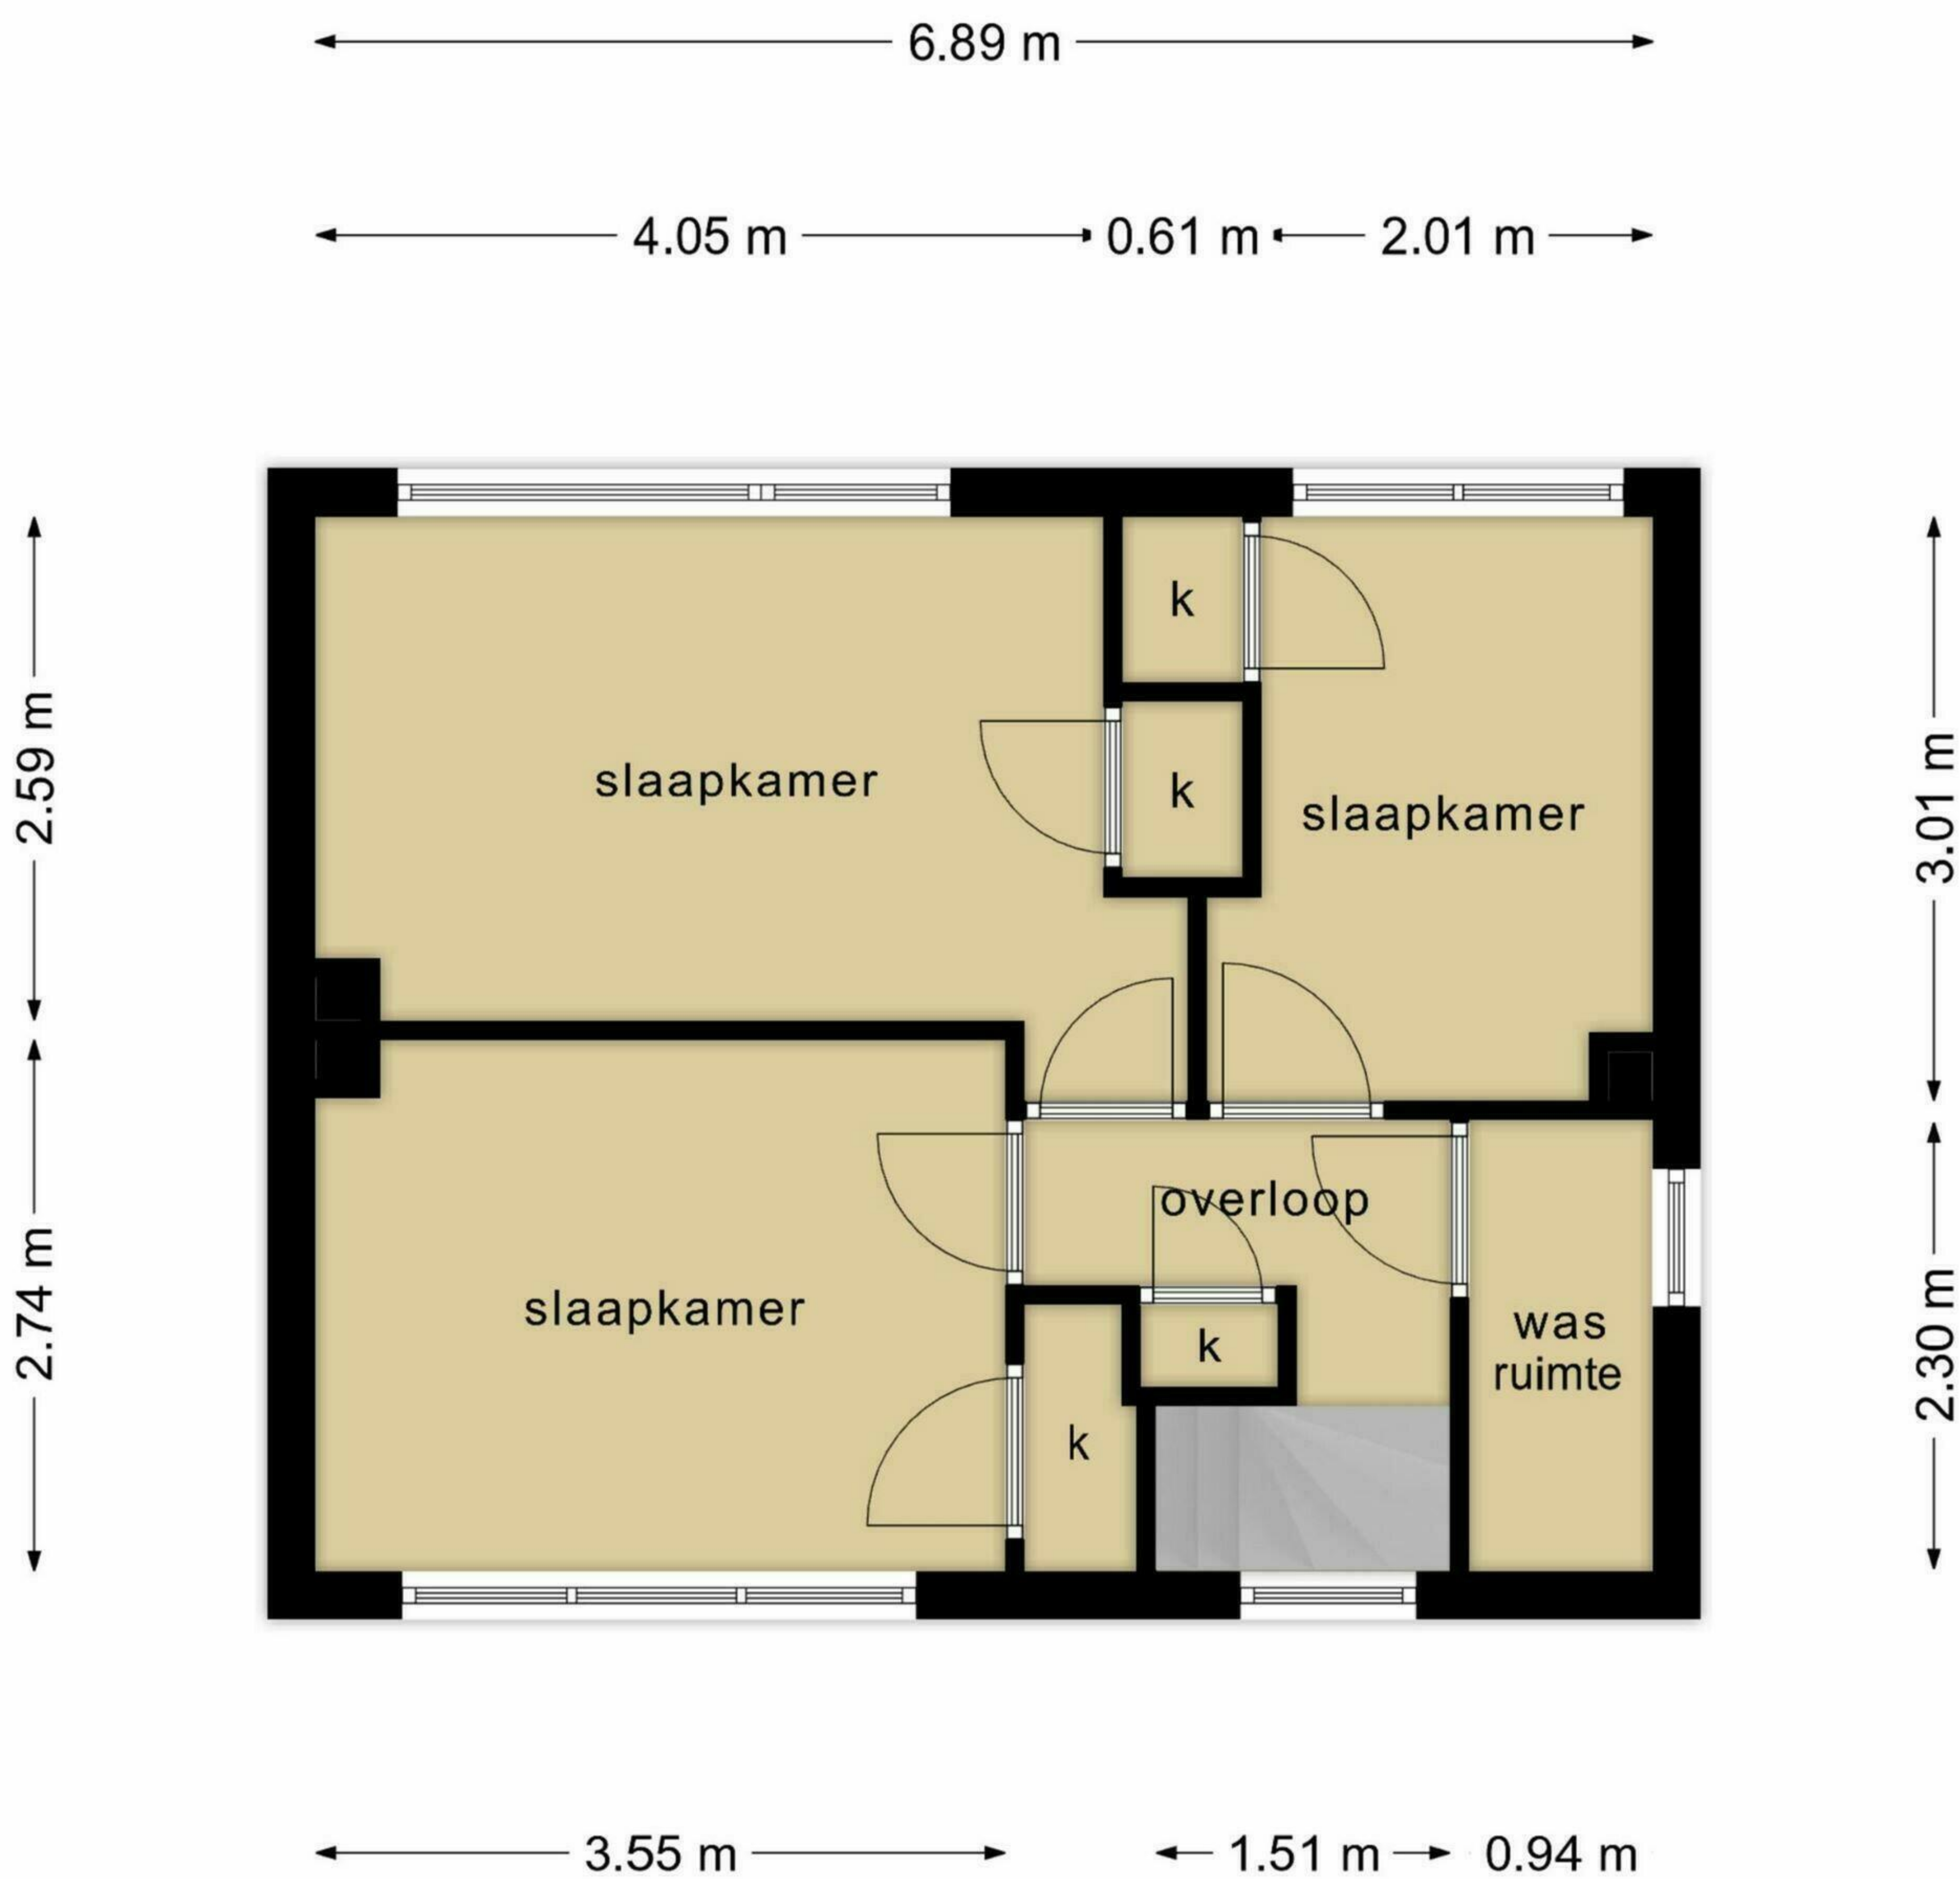 6.89 m
4.05 m
0.61 m
2.01 m
k
2.59 m
slaapkamer
k
slaapkamer
3.01 m
overloop
slaapkamer
2.74 m
k
was
ruimte
2.30 m
k
3.55 m
1.51 m
0.94 m